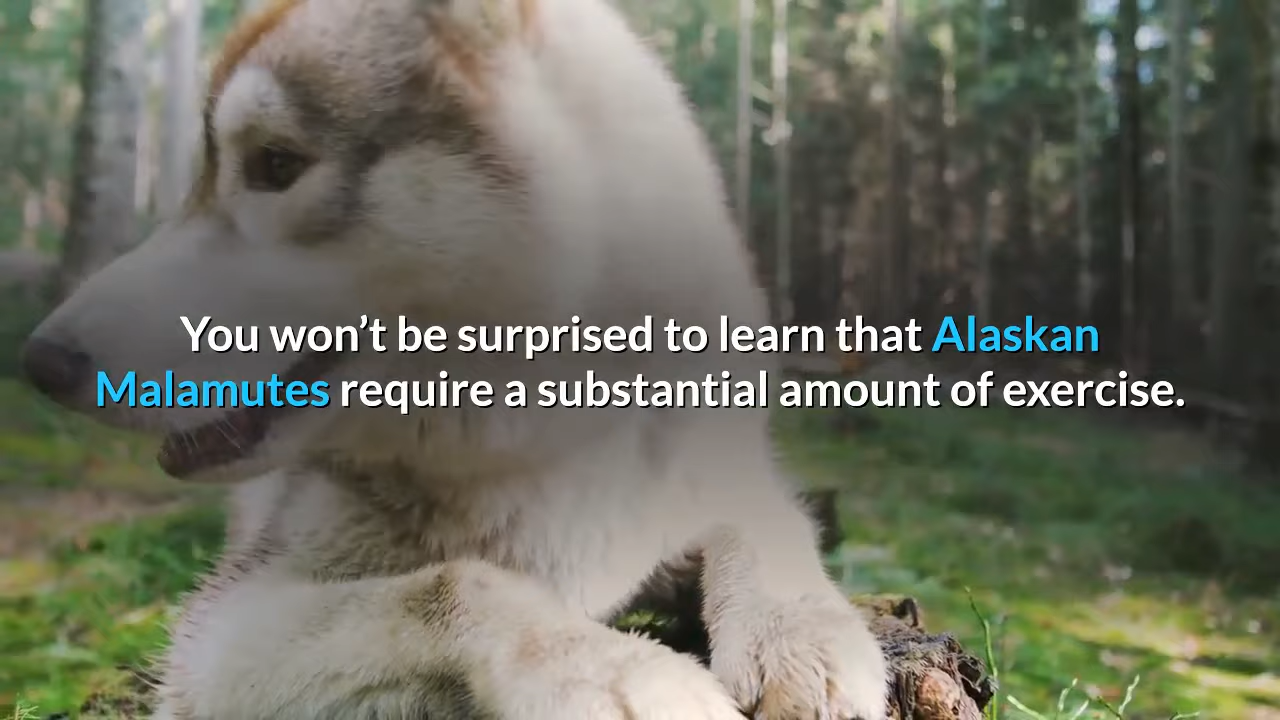 You won’t be surprised to learn that Alaskan
Malamutes require a substantial amount of exercise.